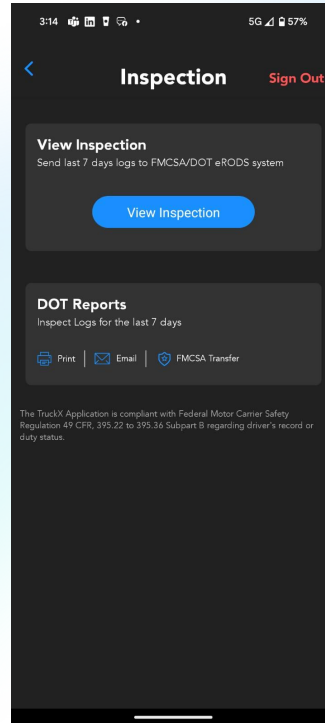 3:14 5G 57%
Inspection Sign Out
View Inspection
Send last 7 days logs to FMCSA/DOT eRODS system
View Inspection
DOT Reports
Inspect Logs for the last 7 days
Print Email FMCSA Transfer
The TruckX Application is compliant with Federal Motor Carrier Safety
Regulation 49 CFR, 395.22 to 395.36 Subpart B regarding driver's record or
duty status.